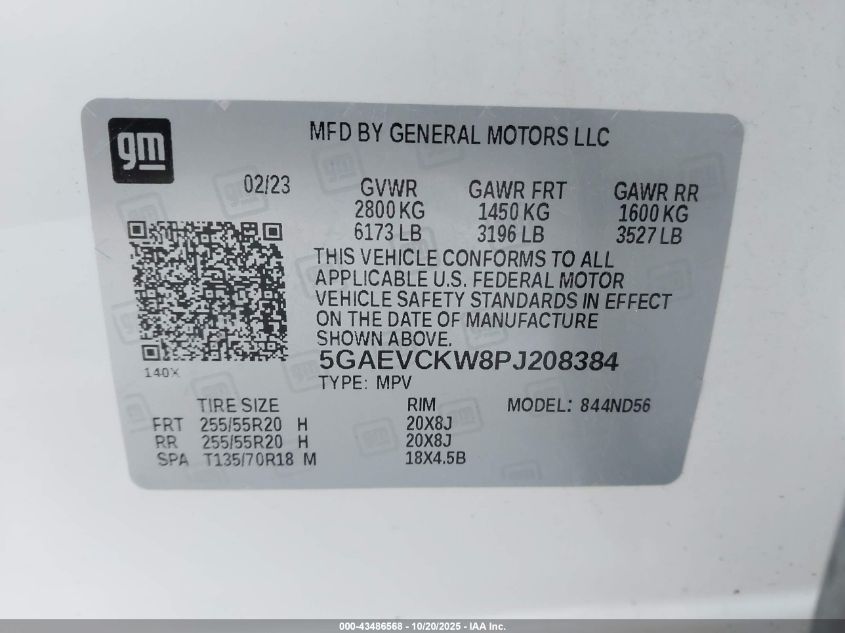 gm
MFD BY GENERAL MOTORS LLC
02/23 GVWR GAWR FRT GAWR RR
2800 KG 1450 KG 1600 KG
6173 LB 3196 LB 3527 LB
THIS VEHICLE CONFORMS TO ALL
APPLICABLE U.S. FEDERAL MOTOR
VEHICLE SAFETY STANDARDS IN EFFECT
ON THE DATE OF MANUFACTURE
SHOWN ABOVE.
140X
5GAEVCKW8PJ208384
TYPE: MPV
TIRE SIZE RIM MODEL: 844ND56
FRT 255/55R20 H 20X8J
RR 255/55R20 H 20X8J
SPA T135/70R18 M 18X4.5B
000-43486568 - 10/20/2025 - IAA Inc.